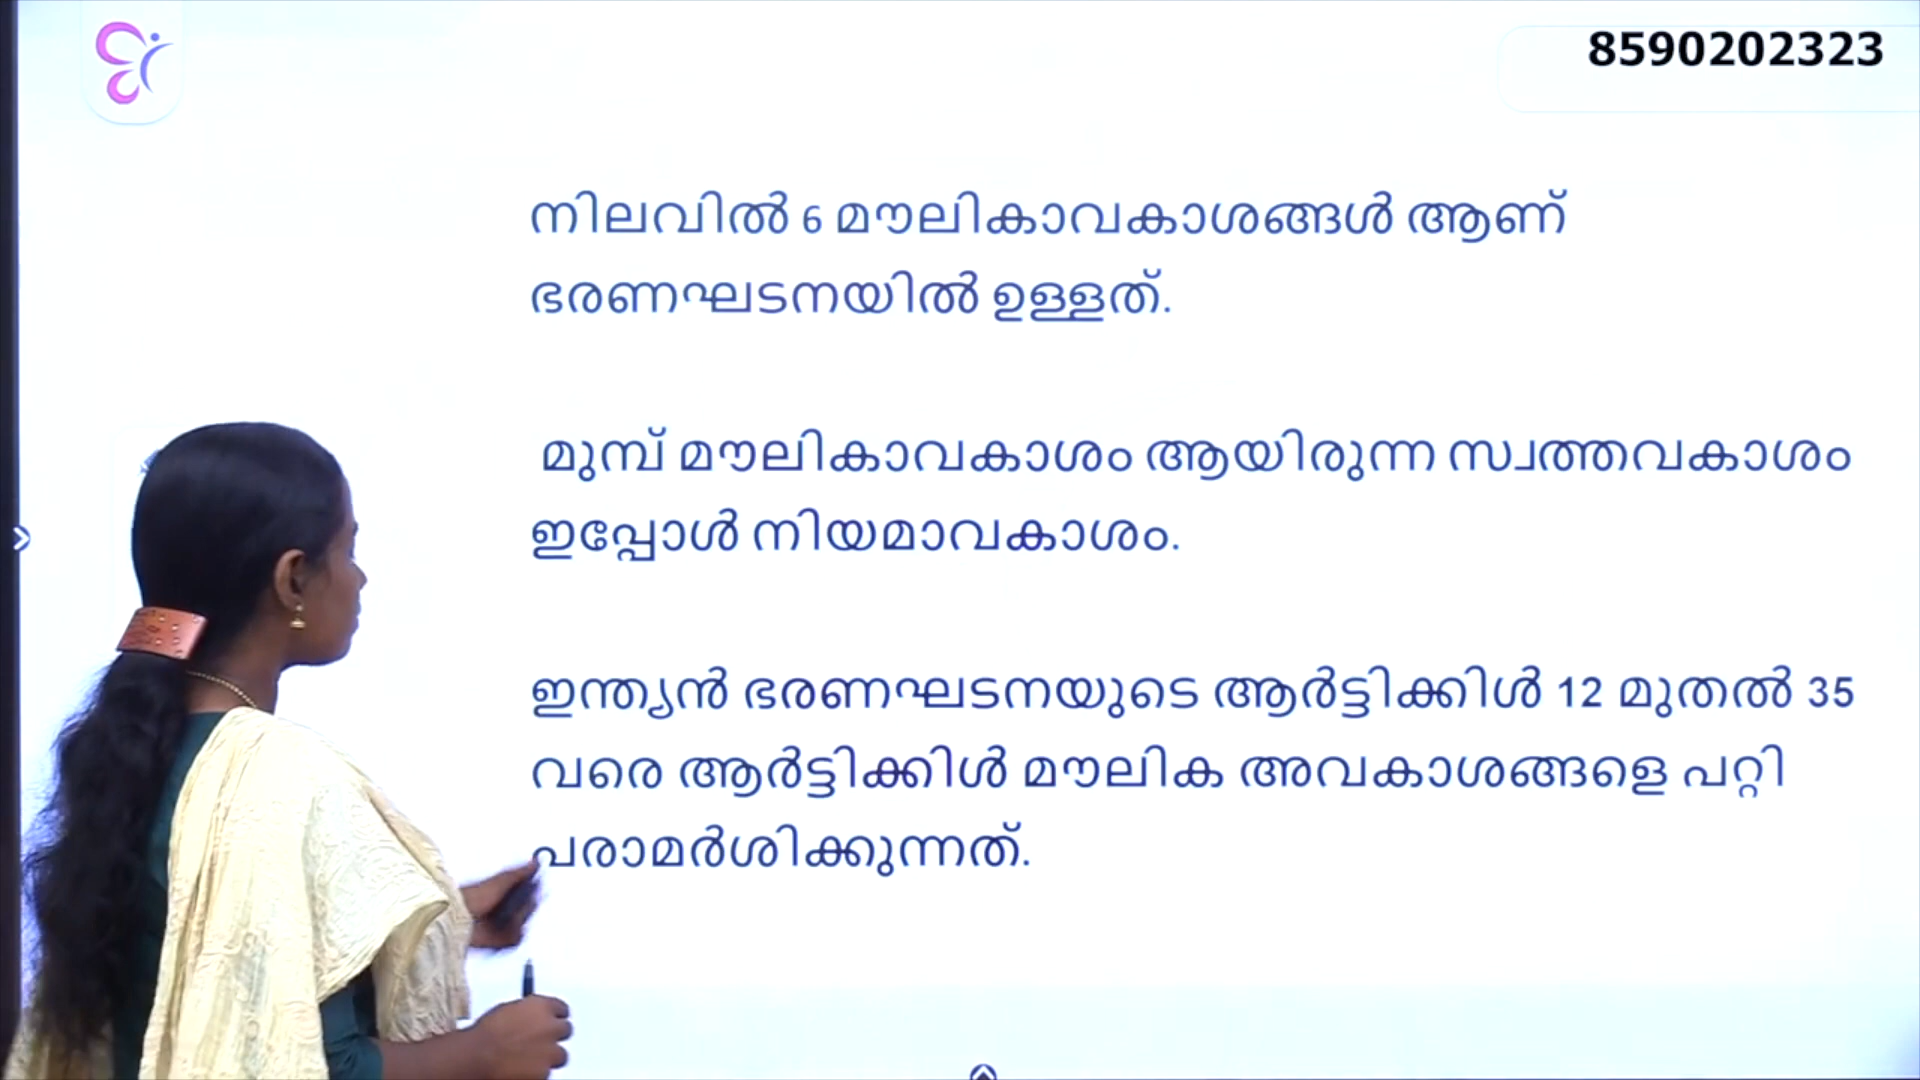 8590202323
നിലവിൽ 6 മൗലികാവകാശങ്ങൾ ആണ്
ഭരണഘടനയിൽ ഉള്ളത്.
മുമ്പ് മൗലികാവകാശം ആയിരുന്ന സ്വത്തവകാശം
ഇപ്പോൾ നിയമാവകാശം.
ഇന്ത്യൻ ഭരണഘടനയുടെ ആർട്ടിക്കിൾ 12 മുതൽ 35
വരെ ആർട്ടിക്കിൾ മൗലിക അവകാശങ്ങളെ പറ്റി
പരാമർശിക്കുന്നത്.